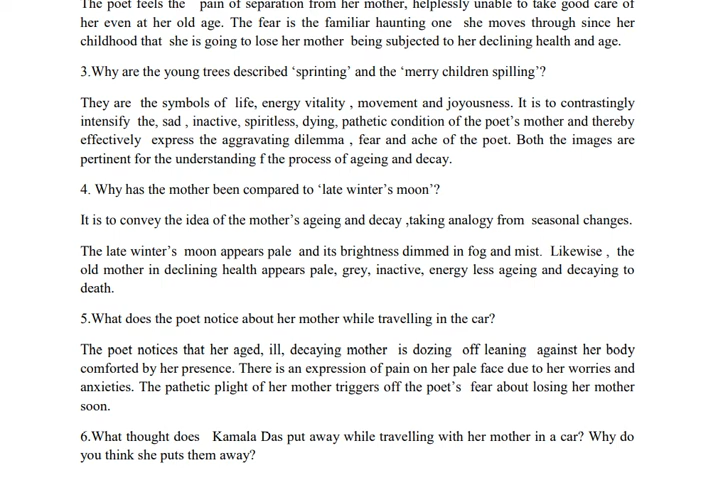 The poet feels the pain of separation from her mother, helplessly unable to take good care of
her even at her old age. The fear is the familiar haunting one she moves through since her
childhood that she is going to lose her mother being subjected to her declining health and age.
3.Why are the young trees described ‘sprinting’ and the ‘merry children spilling’?
They are the symbols of life, energy vitality , movement and joyousness. It is to contrastingly
intensify the, sad , inactive, spiritless, dying, pathetic condition of the poet’s mother and thereby
effectively express the aggravating dilemma , fear and ache of the poet. Both the images are
pertinent for the understanding f the process of ageing and decay.
4. Why has the mother been compared to ‘late winter’s moon’?
It is to convey the idea of the mother’s ageing and decay ,taking analogy from seasonal changes.
The late winter’s moon appears pale and its brightness dimmed in fog and mist. Likewise , the
old mother in declining health appears pale, grey, inactive, energy less ageing and decaying to
death.
5.What does the poet notice about her mother while travelling in the car?
The poet notices that her aged, ill, decaying mother is dozing off leaning against her body
comforted by her presence. There is an expression of pain on her pale face due to her worries and
anxieties. The pathetic plight of her mother triggers off the poet’s fear about losing her mother
soon.
6.What thought does Kamala Das put away while travelling with her mother in a car? Why do
you think she puts them away?